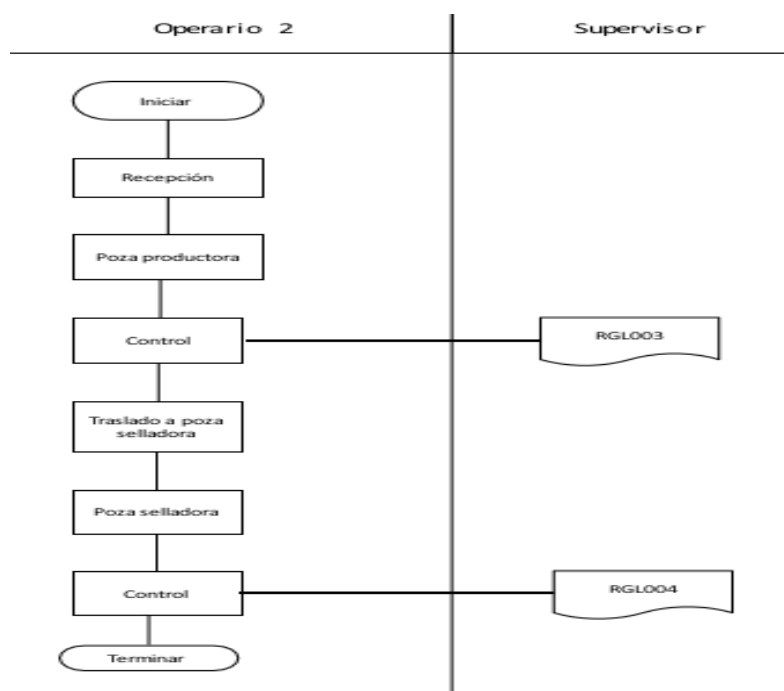 Operario 2
Supervisor
Iniciar
Recepción
Poza productora
Control
RGL003
Traslado a poza
selladora
Poza selladora
Control
RGL004
Terminar